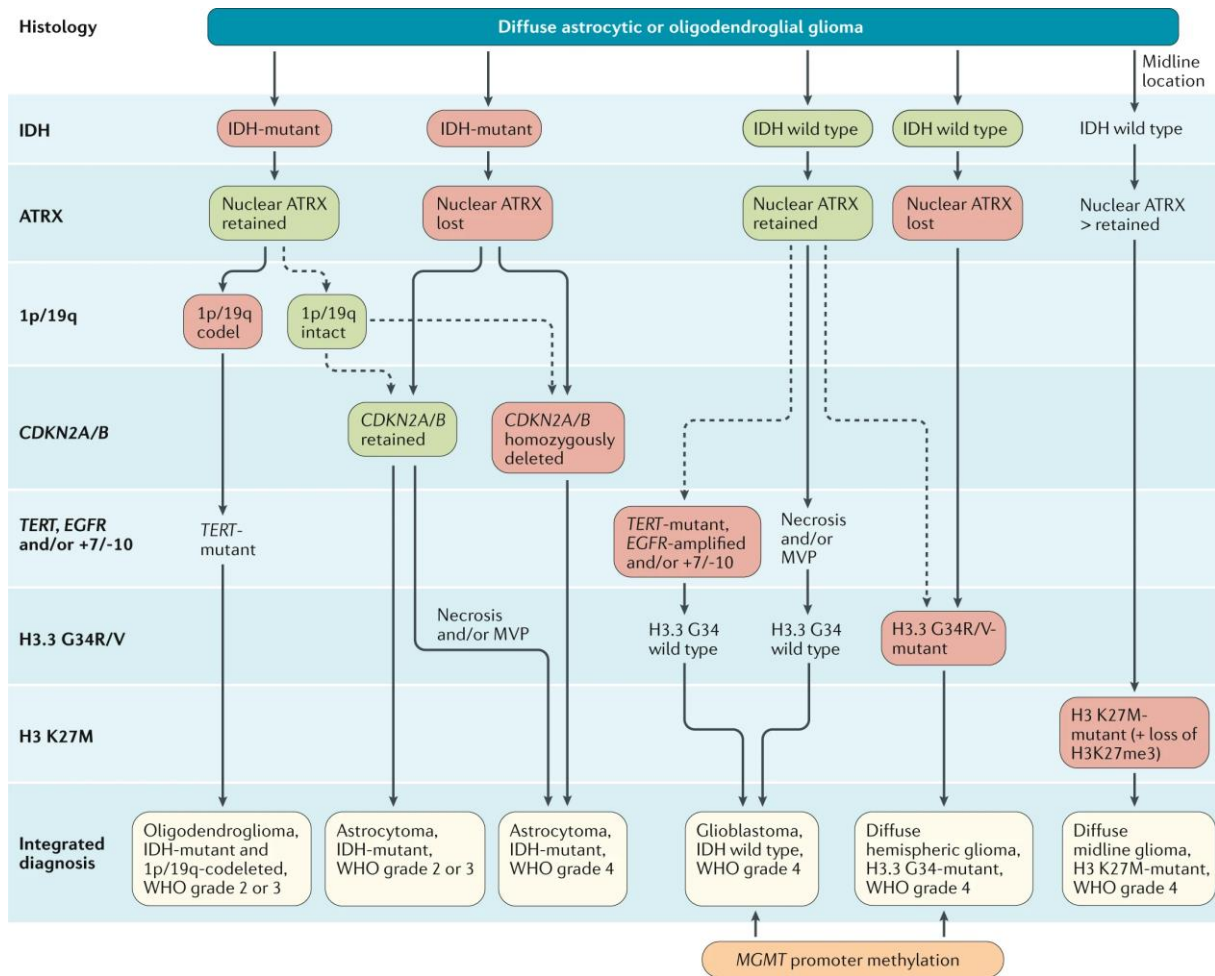 Histology
Diffuse astrocytic or oligodendroglial glioma
Midline
location
IDH
IDH-mutant
IDH-mutant
IDH wild type
IDH wild type
IDH wild type
ATRX
Nuclear ATRX
retained
Nuclear ATRX
lost
Nuclear ATRX
retained
Nuclear ATRX
lost
Nuclear ATRX
> retained
1p/19q
1p/19q
codel
1p/19q
intact
CDKN2A/B
CDKN2A/B
retained
CDKN2A/B
homozygously
deleted
TERT, EGFR
and/or +7/-10
TERT-
mutant
TERT-mutant,
EGFR-amplified
and/or +7/-10
Necrosis
and/or
MVP
H3.3 G34R/V
Necrosis
and/or MVP
H3.3 G34
wild type
H3.3 G34
wild type
H3.3 G34R/V-
mutant
H3 K27M
H3 K27M-
mutant (+ loss of
H3K27me3)
Integrated
diagnosis
Oligodendroglioma,
IDH-mutant and
1p/19q-codeleted,
WHO grade 2 or 3
Astrocytoma,
IDH-mutant,
WHO grade 2 or 3
Astrocytoma,
IDH-mutant,
WHO grade 4
Glioblastoma,
IDH wild type,
WHO grade 4
Diffuse
hemispheric glioma,
H3.3 G34-mutant,
WHO grade 4
Diffuse
midline glioma,
H3 K27M-mutant,
WHO grade 4
MGMT promoter methylation